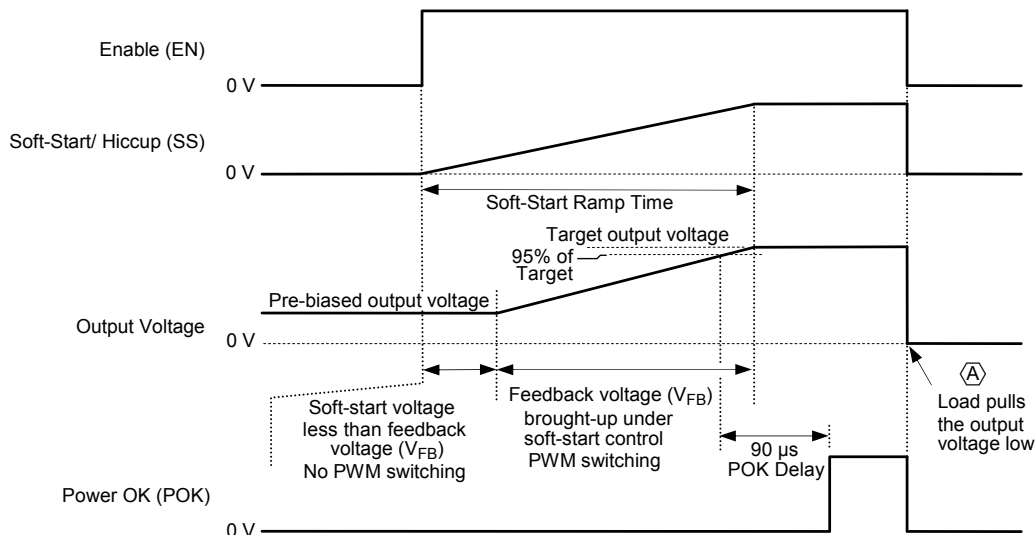 Enable (EN)
0 V
Soft-Start/ Hiccup (SS)
0 V
Soft-Start Ramp Time
Target output voltage
95% of
Target
Pre-biased output voltage
Output Voltage
0 V
Soft-start voltage
less than feedback
voltage (VFB)
No PWM switching
Feedback voltage (VFB)
brought-up under
soft-start control
PWM switching
90 µs
POK Delay
A
Load pulls
the output
voltage low
Power OK (POK)
0 V